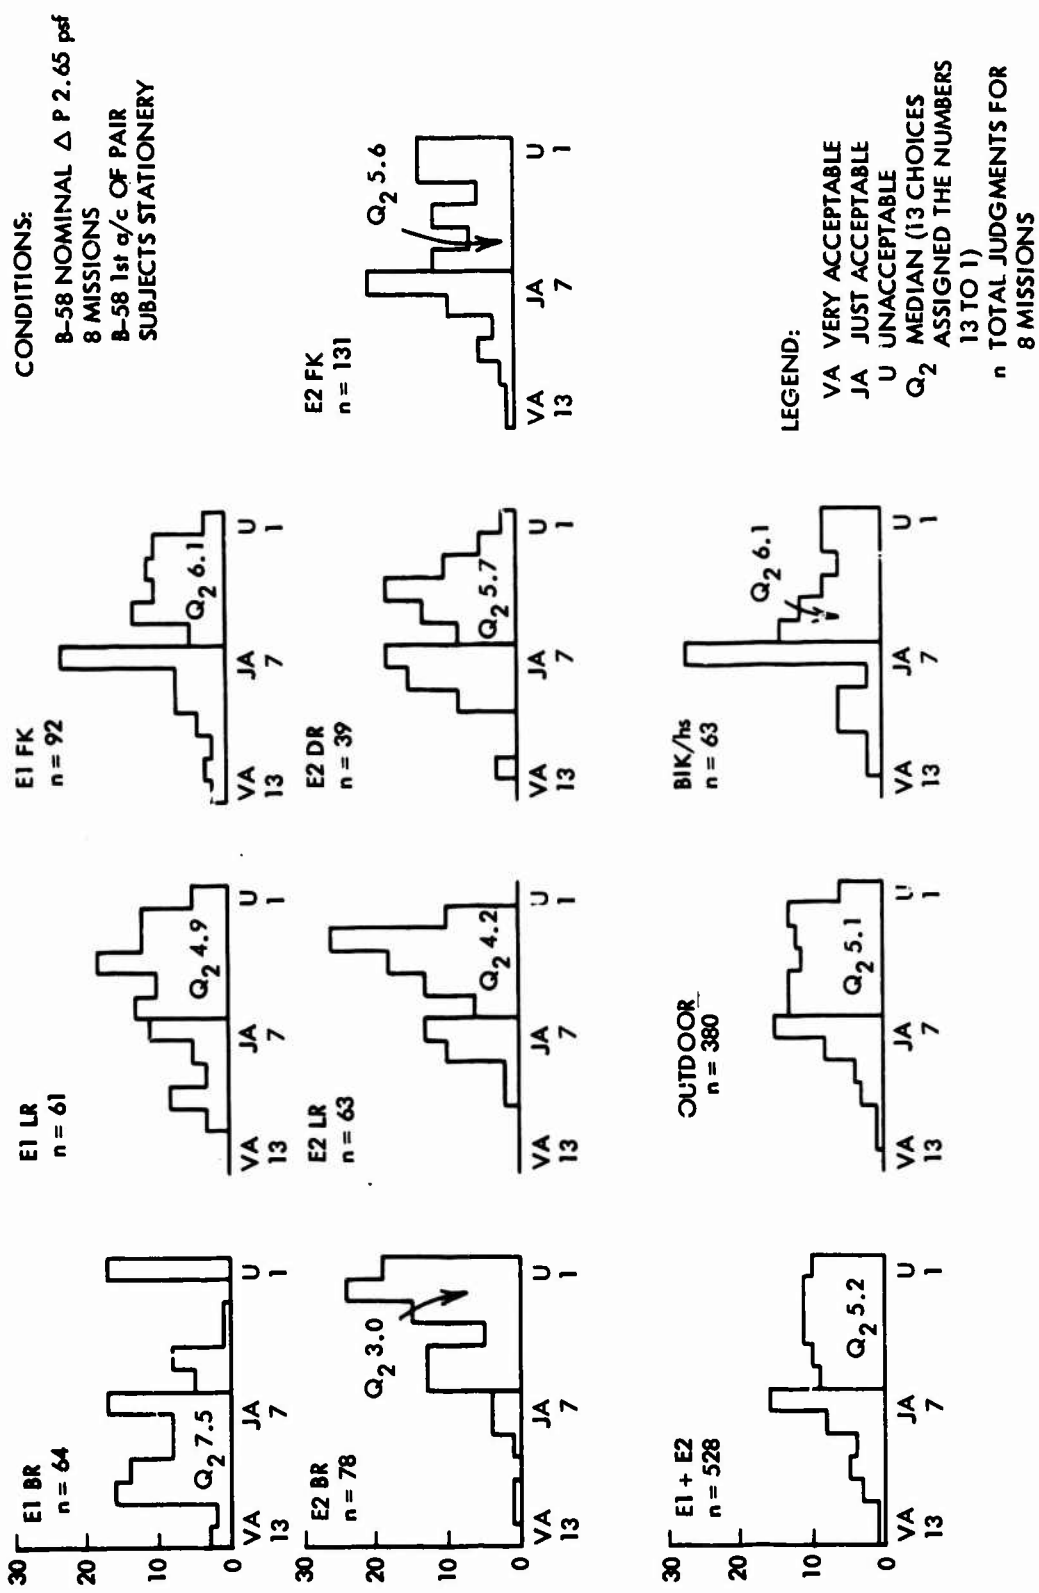 CONDITIONS:
B-58 NOMINAL △ P 2.65 psf
8 MISSIONS
B-58 1st a/c OF PAIR
SUBJECTS STATIONERY
E1 BR
n = 64
30
20
10
0
Q2 7.5
VA JA U
13 7 1
E1 LR
n = 61
Q2 4.9
VA JA U
13 7 1
E1 FK
n = 92
Q2 6.1
VA JA U
13 7 1
E2 BR
n = 78
30
20
10
0
Q2 3.0
VA JA U
13 7 1
E2 LR
n = 63
Q2 4.2
VA JA U
13 7 1
E2 DR
n = 39
Q2 5.7
VA JA U
13 7 1
E2 FK
n = 131
Q2 5.6
VA JA U
13 7 1
E1 + E2
n = 528
30
20
10
0
Q2 5.2
VA JA U
13 7 1
OUTDOOR
n = 380
Q2 5.1
VA JA U
13 7 1
BIK/hs
n = 63
Q2 6.1
VA JA U
13 7 1
LEGEND:
VA VERY ACCEPTABLE
JA JUST ACCEPTABLE
U UNACCEPTABLE
Q2 MEDIAN (13 CHOICES
ASSIGNED THE NUMBERS
13 TO 1)
n TOTAL JUDGMENTS FOR
8 MISSIONS